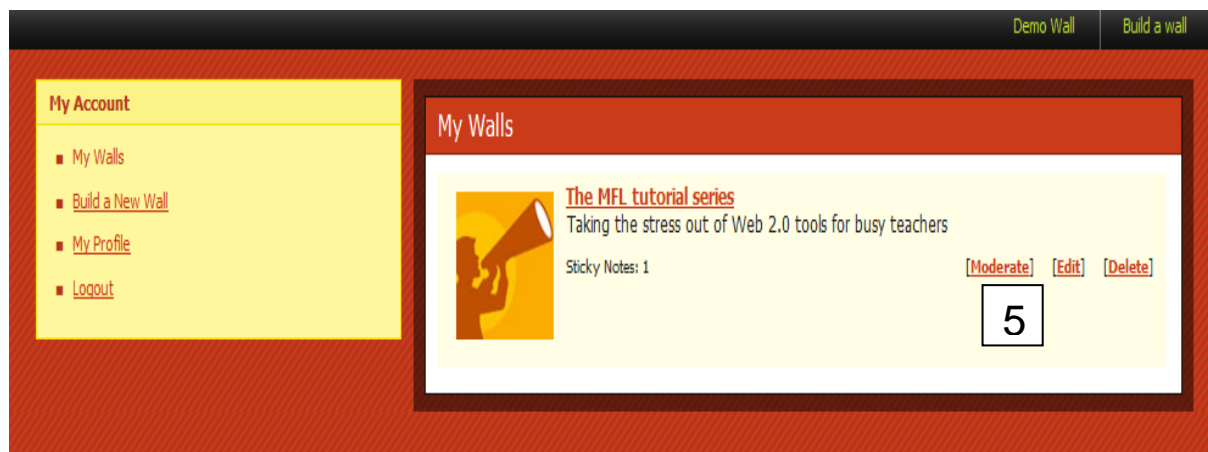 Demo Wall
Build a wall
My Account
My Walls
Build a New Wall
My Profile
Logout
My Walls
The MFL tutorial series
Taking the stress out of Web 2.0 tools for busy teachers
Sticky Notes: 1
[Moderate] [Edit] [Delete]
5